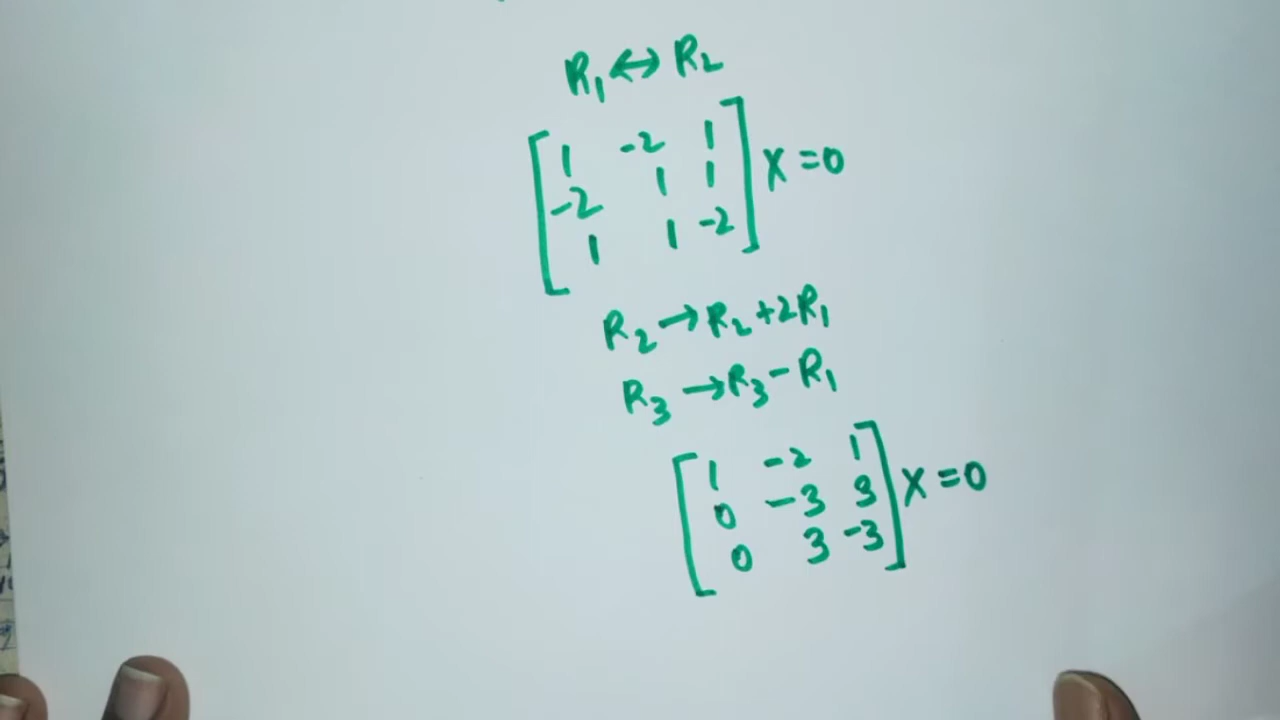 R₁ ↔ R₂
[1 -2 1
-2 1 1
1 1 -2] X = 0
R₂ → R₂ + 2R₁
R₃ → R₃ - R₁
[1 -2 1
0 -3 3
0 3 -3] X = 0